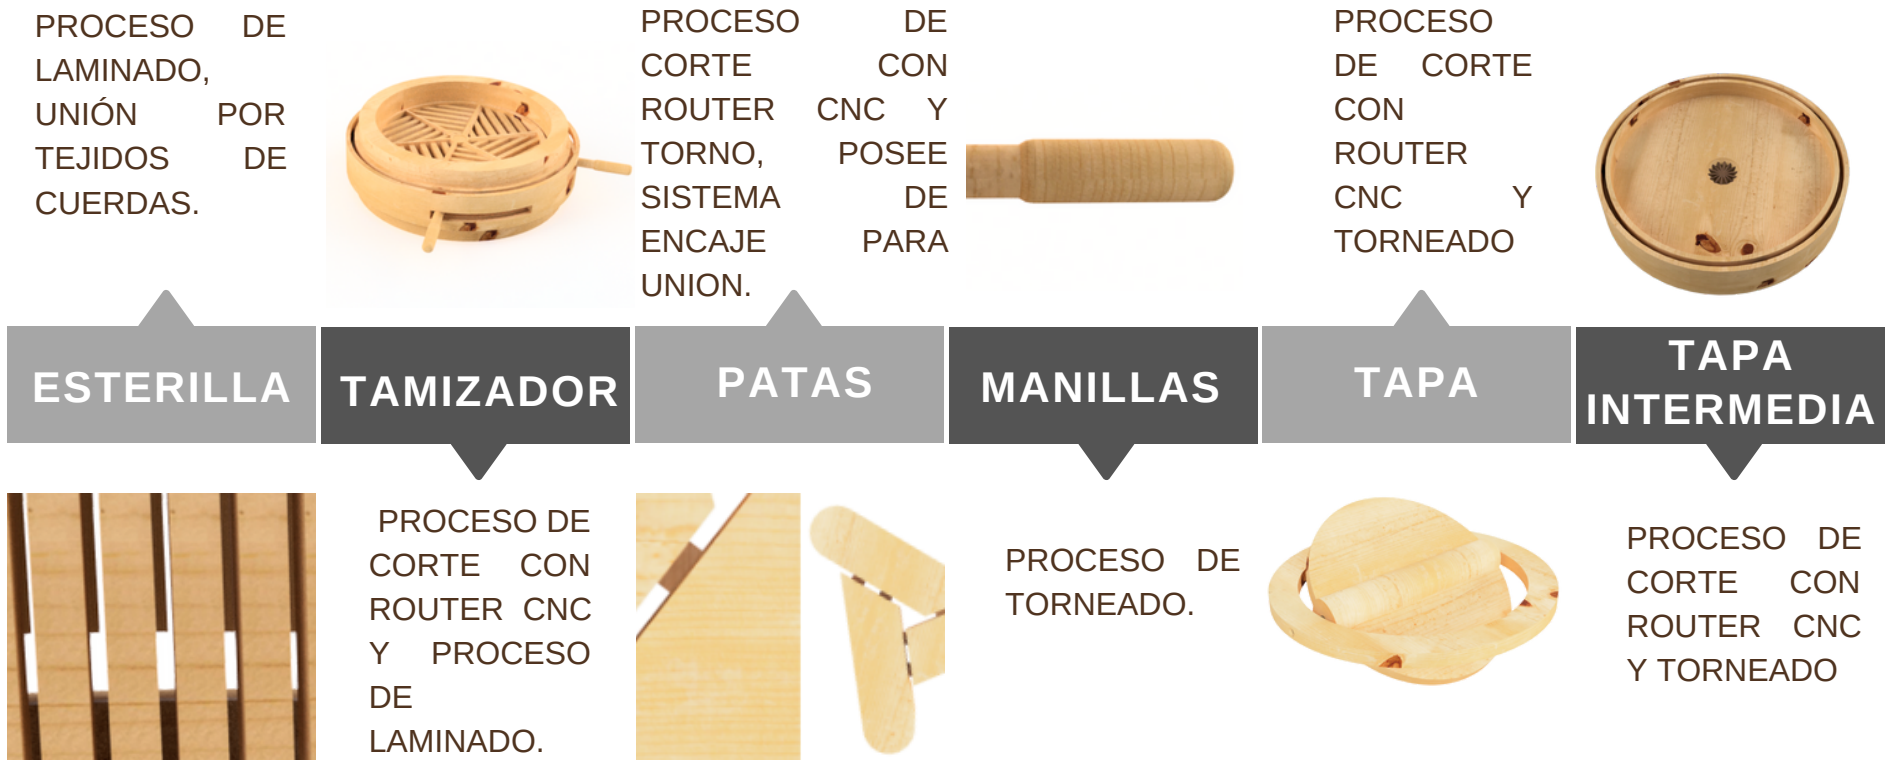 PROCESO DE
LAMINADO,
UNIÓN POR
TEJIDOS DE
CUERDAS.
ESTERILLA
TAMIZADOR
PROCESO DE
CORTE CON
ROUTER CNC
Y PROCESO
DE
LAMINADO.
PROCESO DE
CORTE CON
ROUTER CNC Y
TORNO, POSEE
SISTEMA DE
ENCAJE PARA
UNION.
PATAS
MANILLAS
PROCESO DE
TORNEADO.
PROCESO
DE CORTE
CON
ROUTER
CNC Y
TORNEADO
TAPA
TAPA
INTERMEDIA
PROCESO DE
CORTE CON
ROUTER CNC
Y TORNEADO